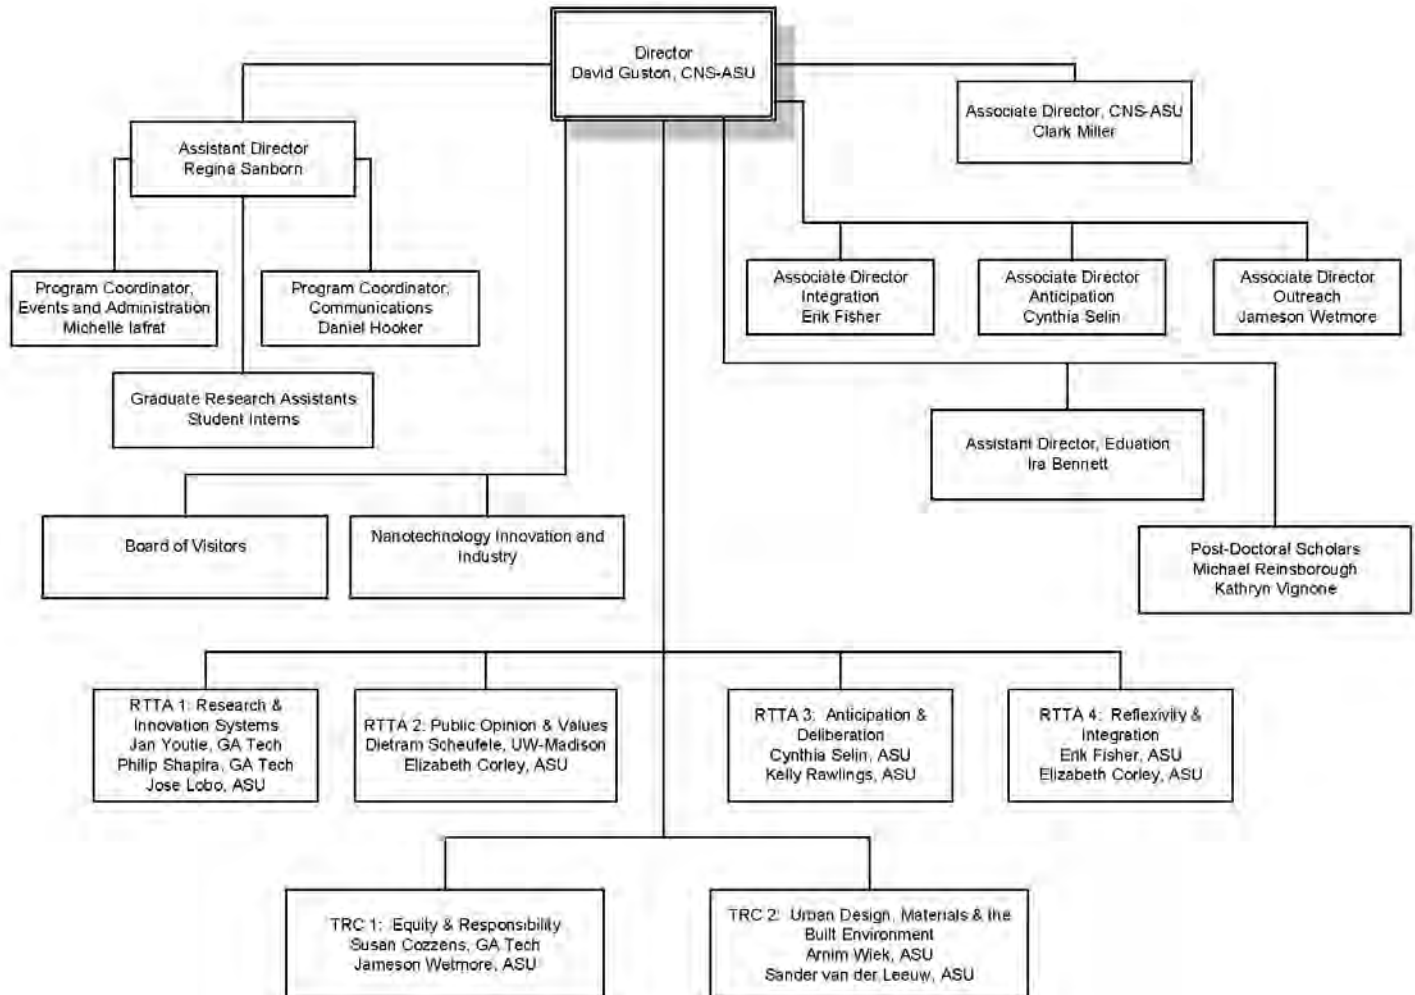 Director
David Guston, CNS-ASU
Associate Director, CNS-ASU
Clark Miller
Assistant Director
Regina Sanborn
Program Coordinator,
Events and Administration
Michelle Iafrat
Program Coordinator,
Communications
Daniel Hooker
Associate Director
Integration
Erik Fisher
Associate Director
Anticipation
Cynthia Selin
Associate Director
Outreach
Jameson Wetmore
Graduate Research Assistants
Student Interns
Assistant Director, Eduation
Ira Bennett
Board of Visitors
Nanotechnology Innovation and
Industry
Post-Doctoral Scholars
Michael Reinsborough
Kathryn Vignone
RTTA 1: Research &
Innovation Systems
Jan Youtie, GA Tech
Philip Shapira, GA Tech
Jose Lobo, ASU
RTTA 2: Public Opinion & Values
Dietram Scheufele, UW-Madison
Elizabeth Corley, ASU
RTTA 3: Anticipation &
Deliberation
Cynthia Selin, ASU
Kelly Rawlings, ASU
RTTA 4: Reflexivity &
Integration
Erik Fisher, ASU
Elizabeth Corley, ASU
TRC 1: Equity & Responsibility
Susan Cozzens, GA Tech
Jameson Wetmore, ASU
TRC 2: Urban Design, Materials & the
Built Environment
Arnim Wiek, ASU
Sander van der Leeuw, ASU